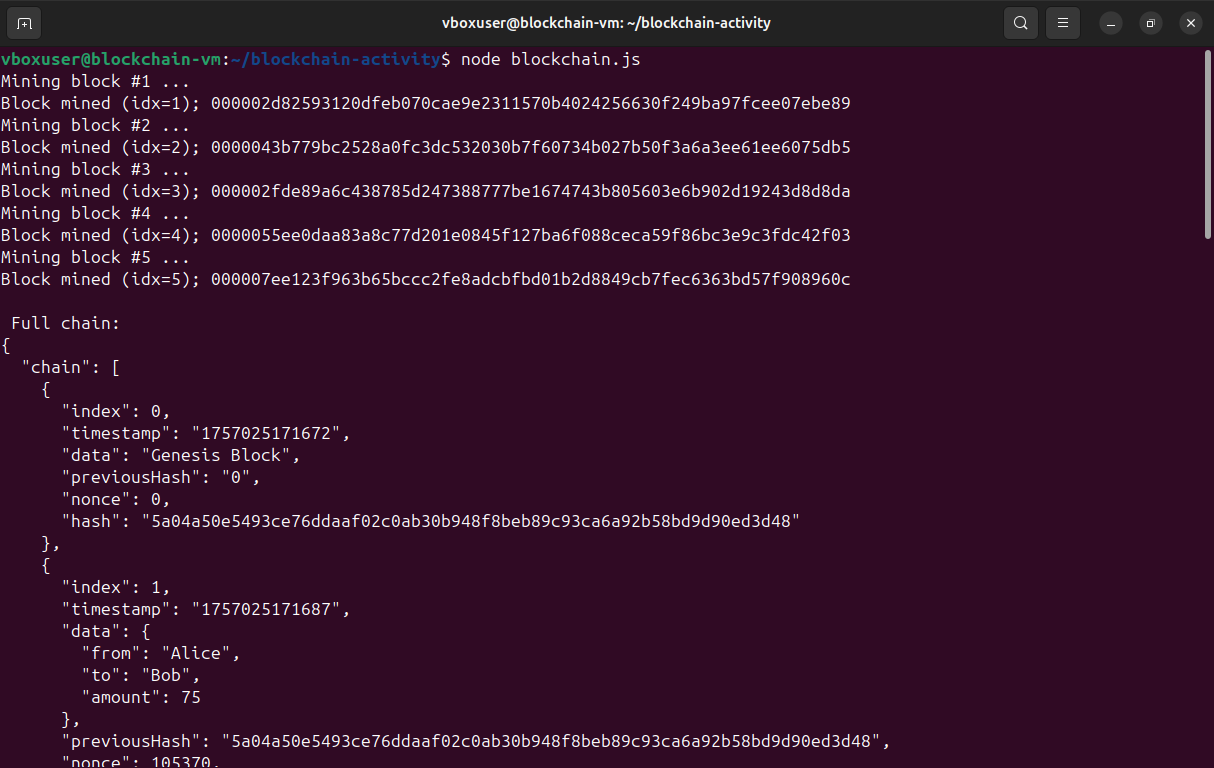 vboxuser@blockchain-vm: ~/blockchain-activity
vboxuser@blockchain-vm:~/blockchain-activity$ node blockchain.js
Mining block #1 ...
Block mined (idx=1); 000002d82593120dfeb070cae9e2311570b4024256630f249ba97fcee07ebe89
Mining block #2 ...
Block mined (idx=2); 0000043b779bc2528a0fc3dc532030b7f60734b027b50f3a6a3ee61ee6075db5
Mining block #3 ...
Block mined (idx=3); 000002fde89a6c438785d247388777be1674743b805603e6b902d19243d8d8da
Mining block #4 ...
Block mined (idx=4); 0000055ee0daa83a8c77d201e0845f127ba6f088ceca59f86bc3e9c3fdc42f03
Mining block #5 ...
Block mined (idx=5); 000007ee123f963b65bccc2fe8adcbfbd01b2d8849cb7fec6363bd57f908960c
Full chain:
{
"chain": [
{
"index": 0,
"timestamp": "1757025171672",
"data": "Genesis Block",
"previousHash": "0",
"nonce": 0,
"hash": "5a04a50e5493ce76ddaaf02c0ab30b948f8beb89c93ca6a92b58bd9d90ed3d48"
},
{
"index": 1,
"timestamp": "1757025171687",
"data": {
"from": "Alice",
"to": "Bob",
"amount": 75
},
"previousHash": "5a04a50e5493ce76ddaaf02c0ab30b948f8beb89c93ca6a92b58bd9d90ed3d48",
"nonce": 105370,